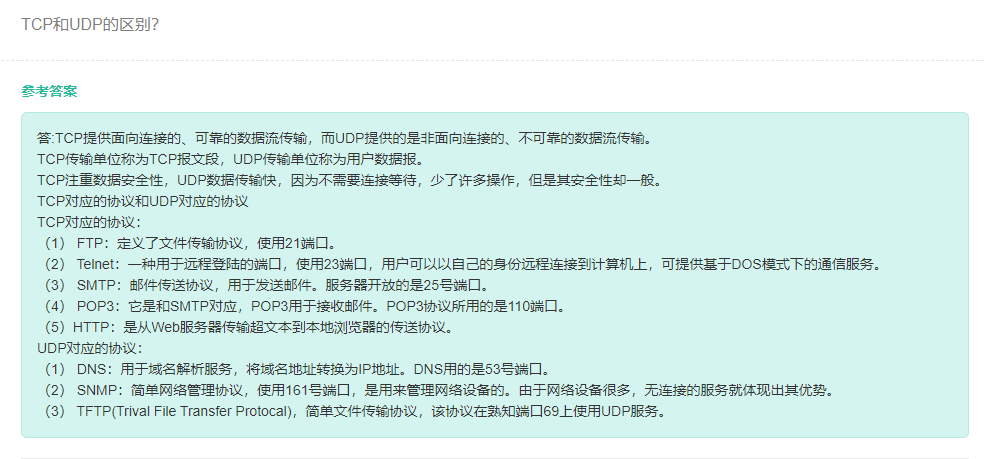 TCP和UDP的区别?
参考答案
答:TCP提供面向连接的、可靠的数据流传输，而UDP提供的是非面向连接的、不可靠的数据流传输。
TCP传输单位称为TCP报文段，UDP传输单位称为用户数据报。
TCP注重数据安全性，UDP数据传输快，因为不需要连接等待，少了许多操作，但是其安全性却一般。
TCP对应的协议和UDP对应的协议
TCP对应的协议：
（1） FTP：定义了文件传输协议，使用21端口。
（2） Telnet：一种用于远程登陆的端口，使用23端口，用户可以以自己的身份远程连接到计算机上，可提供基于DOS模式下的通信服务。
（3） SMTP：邮件传送协议，用于发送邮件。服务器开放的是25号端口。
（4） POP3：它是和SMTP对应，POP3用于接收邮件。POP3协议所用的是110端口。
（5）HTTP：是从Web服务器传输超文本到本地浏览器的传送协议。
UDP对应的协议：
（1） DNS：用于域名解析服务，将域名地址转换为IP地址。DNS用的是53号端口。
（2） SNMP：简单网络管理协议，使用161号端口，是用来管理网络设备的。由于网络设备很多，无连接的服务就体现出其优势。
（3） TFTP(Trival File Transfer Protocal)，简单文件传输协议，该协议在熟知端口69上使用UDP服务。